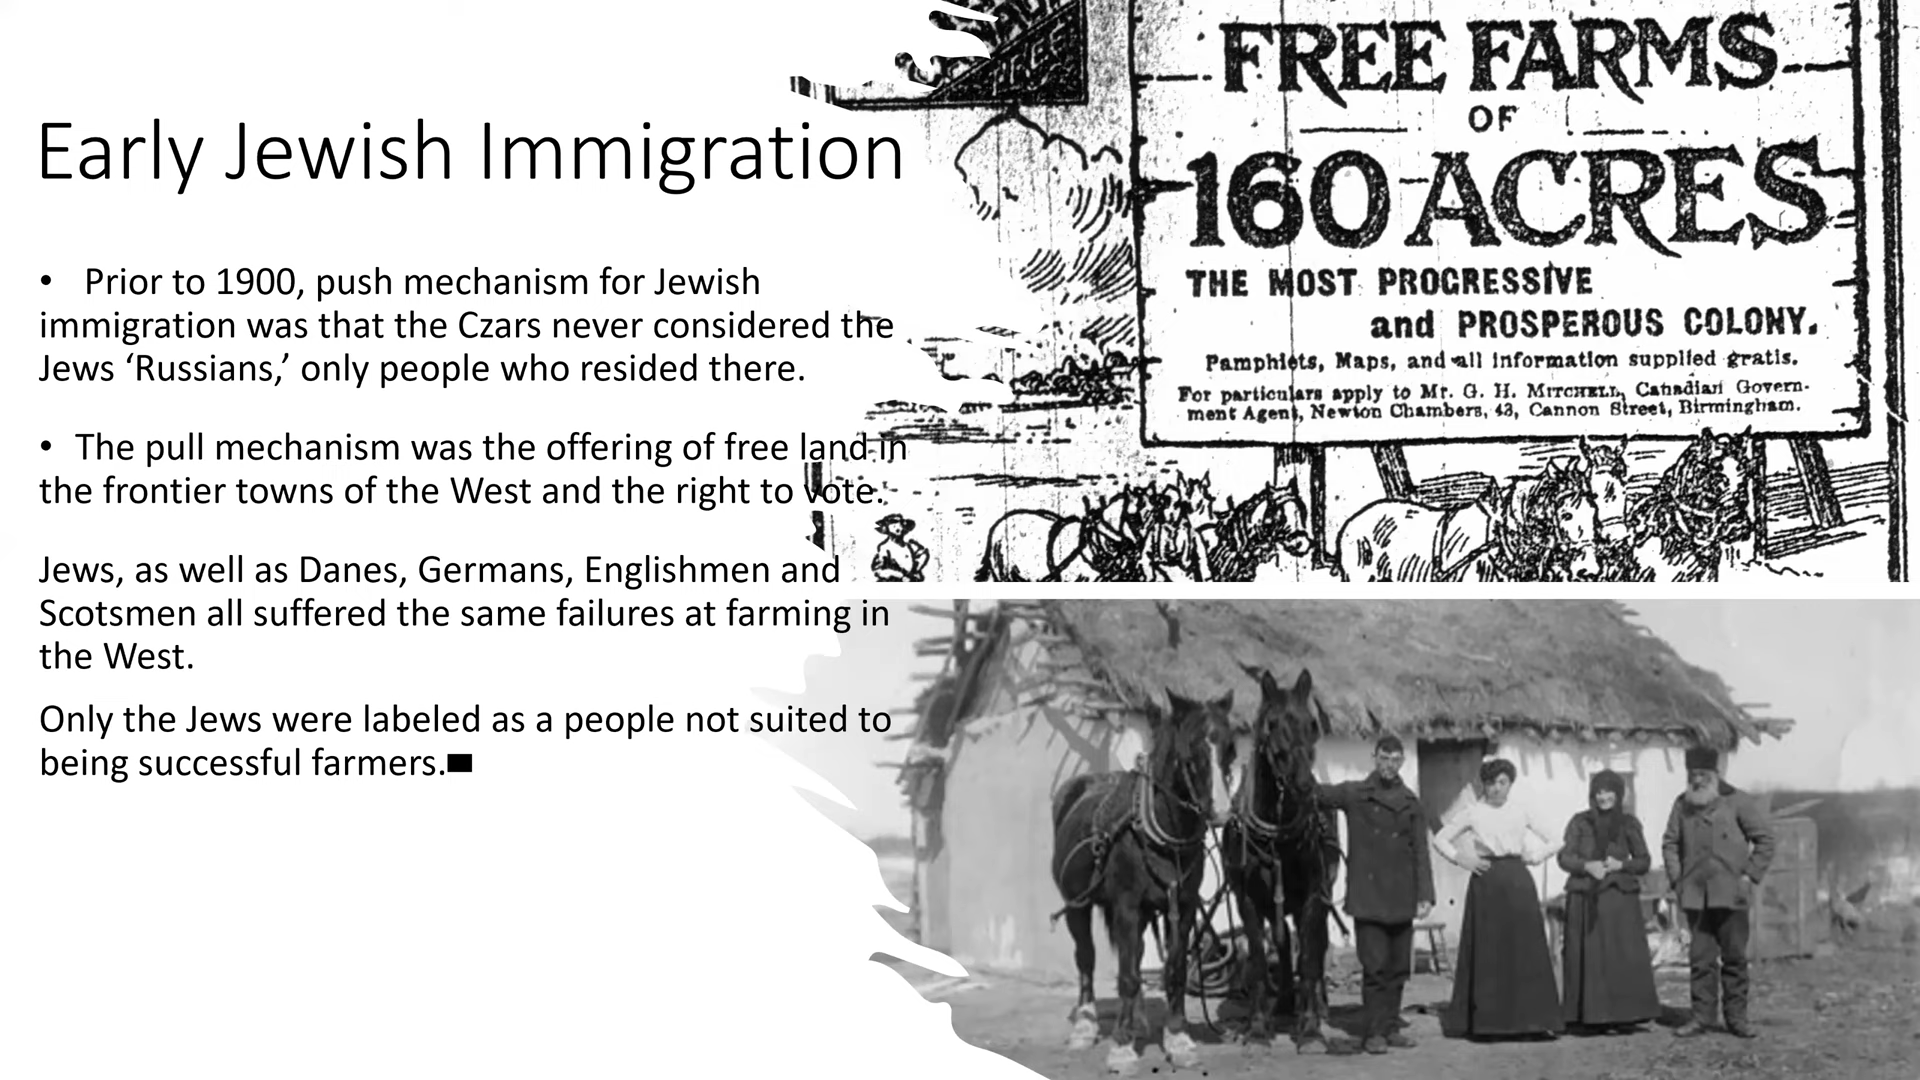 Early Jewish Immigration
• Prior to 1900, push mechanism for Jewish
immigration was that the Czars never considered the
Jews ‘Russians,’ only people who resided there.
• The pull mechanism was the offering of free land in
the frontier towns of the West and the right to vote.
Jews, as well as Danes, Germans, Englishmen and
Scotsmen all suffered the same failures at farming in
the West.
Only the Jews were labeled as a people not suited to
being successful farmers.
FREE FARMS
OF
160 ACRES
THE MOST PROGRESSIVE
and PROSPEROUS COLONY.
Pamphlets, Maps, and all information supplied gratis.
For particulars apply to Mr. G. H. MITCHELL, Canadian Govern-
ment Agent, Newton Chambers, 43, Cannon Street, Birmingham.